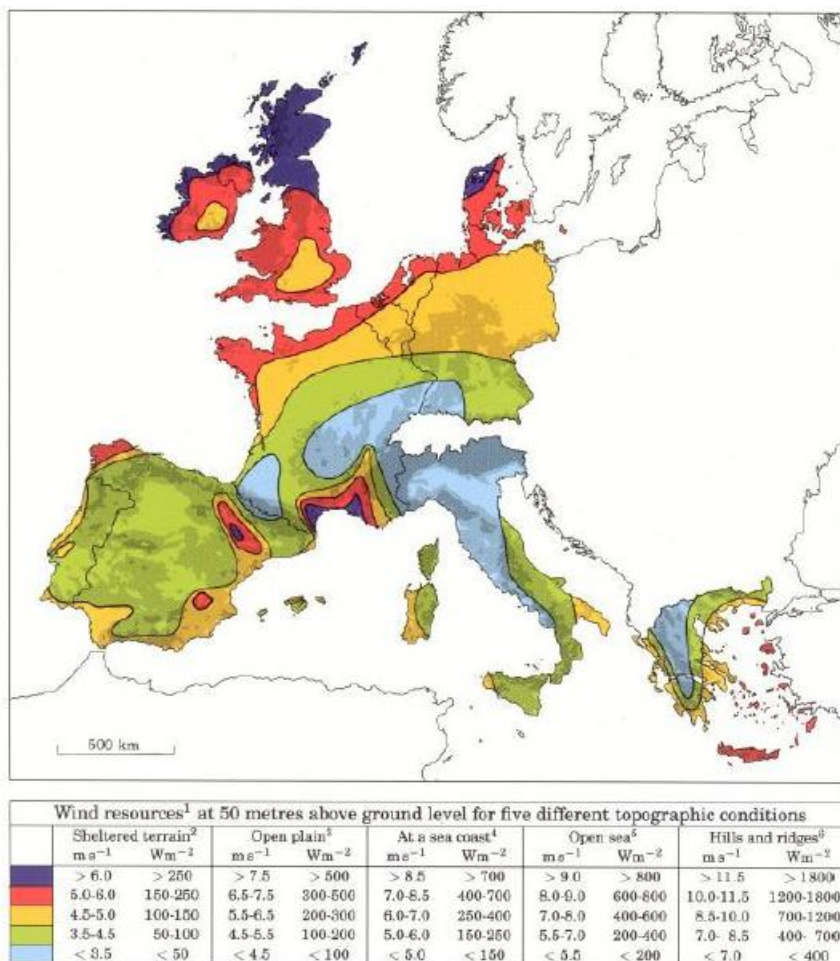 500 km
Wind resources¹ at 50 metres above ground level for five different topographic conditions
Sheltered terrain² Open plain³ At a sea coast⁴ Open sea⁵ Hills and ridges⁶
m s⁻¹ Wm⁻² m s⁻¹ Wm⁻² m s⁻¹ Wm⁻² m s⁻¹ Wm⁻² m s⁻¹ Wm⁻²
> 6.0 > 250 > 7.5 > 500 > 8.5 > 700 > 9.0 > 800 > 11.5 > 1800
5.0-6.0 150-250 6.5-7.5 300-500 7.0-8.5 400-700 8.0-9.0 600-800 10.0-11.5 1200-1800
4.5-5.0 100-150 5.5-6.5 200-300 6.0-7.0 250-400 7.0-8.0 400-600 8.5-10.0 700-1200
3.5-4.5 50-100 4.5-5.5 100-200 5.0-6.0 150-250 5.5-7.0 200-400 7.0- 8.5 400- 700
< 3.5 < 50 < 4.5 < 100 < 5.0 < 150 < 5.5 < 200 < 7.0 < 400